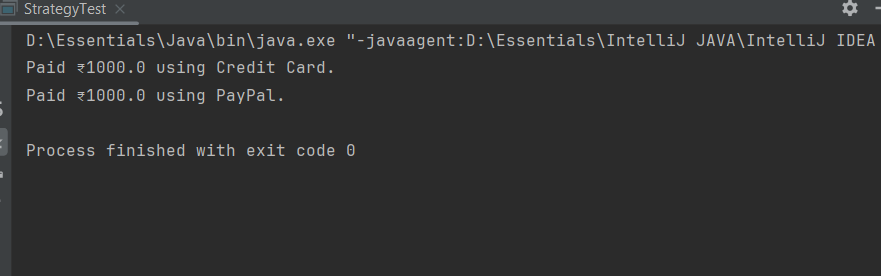 StrategyTest
D:\Essentials\Java\bin\java.exe "-javaagent:D:\Essentials\IntelliJ JAVA\IntelliJ IDEA
Paid ₹1000.0 using Credit Card.
Paid ₹1000.0 using PayPal.
Process finished with exit code 0